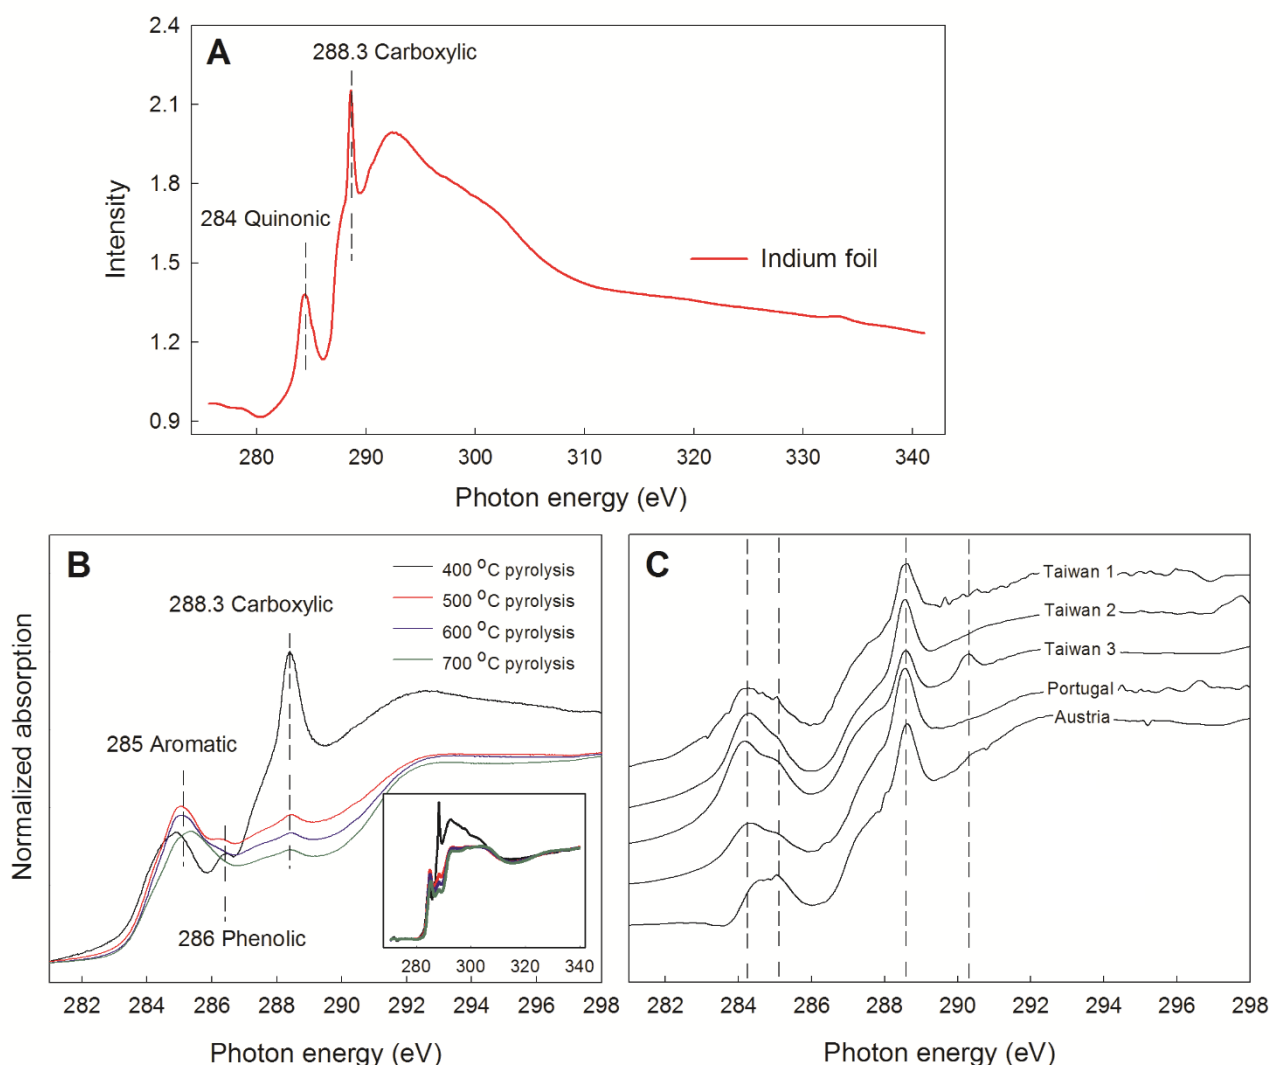 A
288.3 Carboxylic
284 Quinonic
Indium foil
Intensity
2.4
2.1
1.8
1.5
1.2
0.9
280 290 300 310 320 330 340
Photon energy (eV)
B
400 °C pyrolysis
500 °C pyrolysis
600 °C pyrolysis
700 °C pyrolysis
288.3 Carboxylic
285 Aromatic
286 Phenolic
280 300 320 340
Normalized absorption
282 284 286 288 290 292 294 296 298
Photon energy (eV)
C
Taiwan 1
Taiwan 2
Taiwan 3
Portugal
Austria
282 284 286 288 290 292 294 296 298
Photon energy (eV)